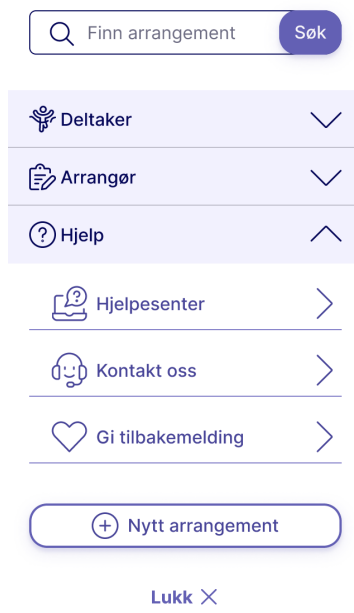 Finn arrangement
Søk
Deltaker
Arrangør
Hjelp
Hjelpesenter
Kontakt oss
Gi tilbakemelding
Nytt arrangement
Lukk